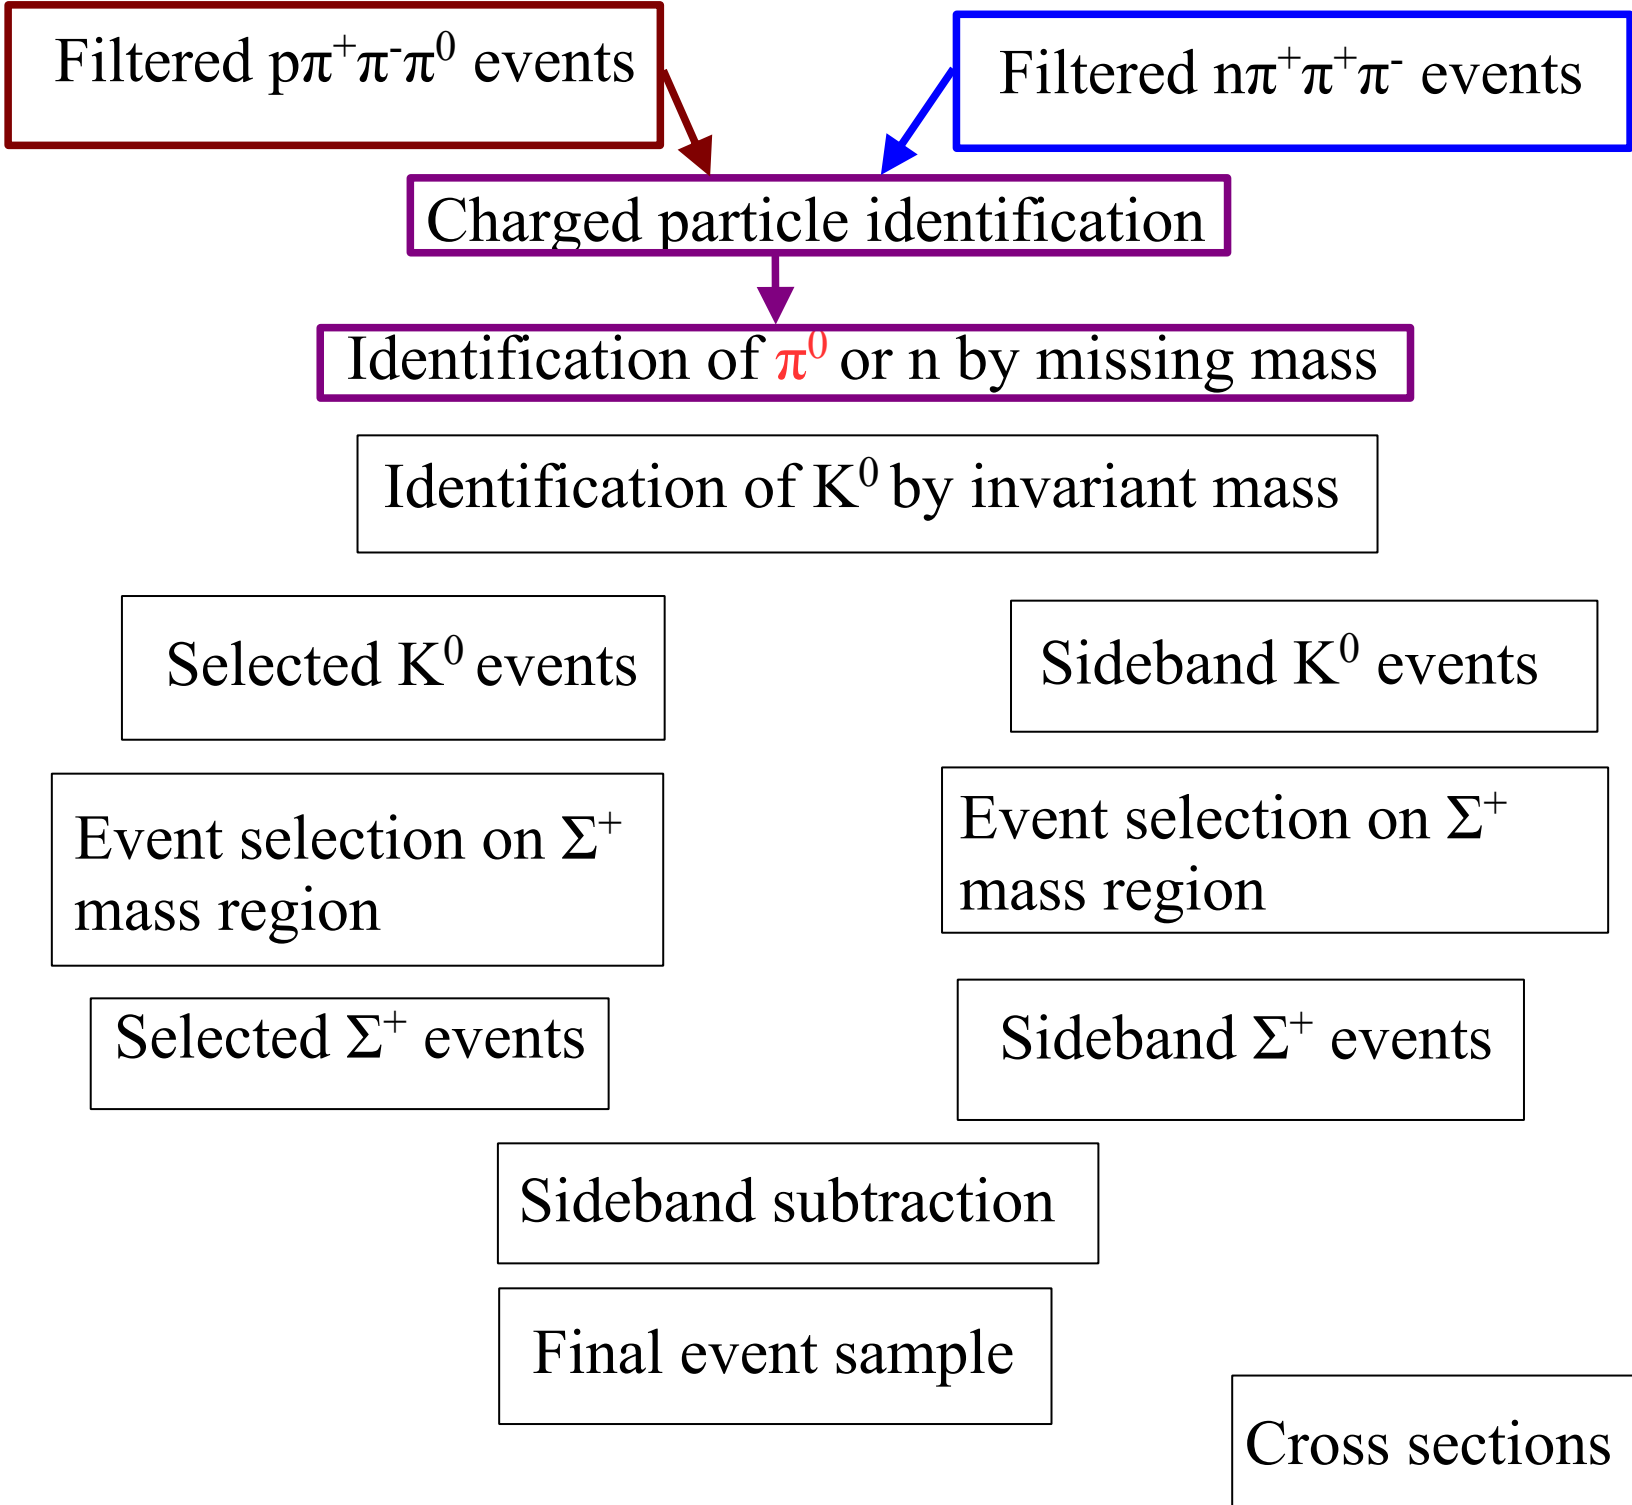 Filtered pπ⁺π⁻π⁰ events
Filtered nπ⁺π⁺π⁻ events
Charged particle identification
Identification of π⁰ or n by missing mass
Identification of K⁰ by invariant mass
Selected K⁰ events
Sideband K⁰ events
Event selection on Σ⁺
mass region
Event selection on Σ⁺
mass region
Selected Σ⁺ events
Sideband Σ⁺ events
Sideband subtraction
Final event sample
Cross sections